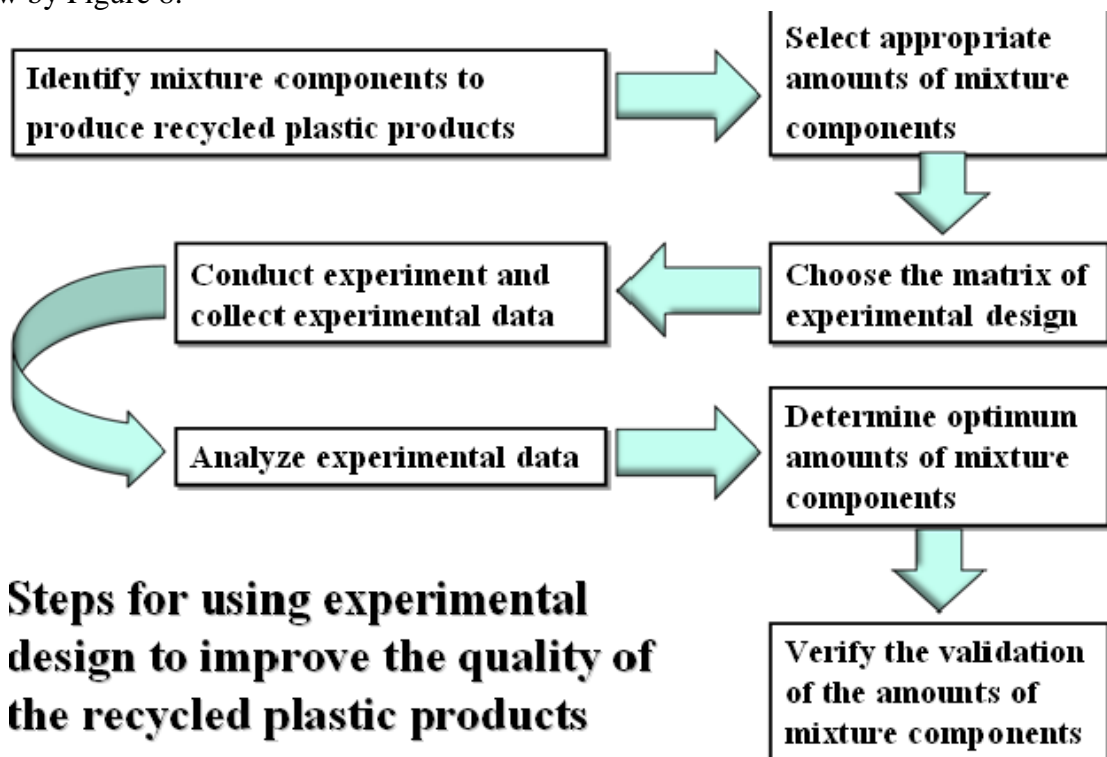 w by Figure
Identify mixture components to
produce recycled plastic products
Select appropriate
amounts of mixture
components
Choose the matrix of
experimental design
Conduct experiment and
collect experimental data
Analyze experimental data
Determine optimum
amounts of mixture
components
Verify the validation
of the amounts of
mixture components
Steps for using experimental
design to improve the quality of
the recycled plastic products